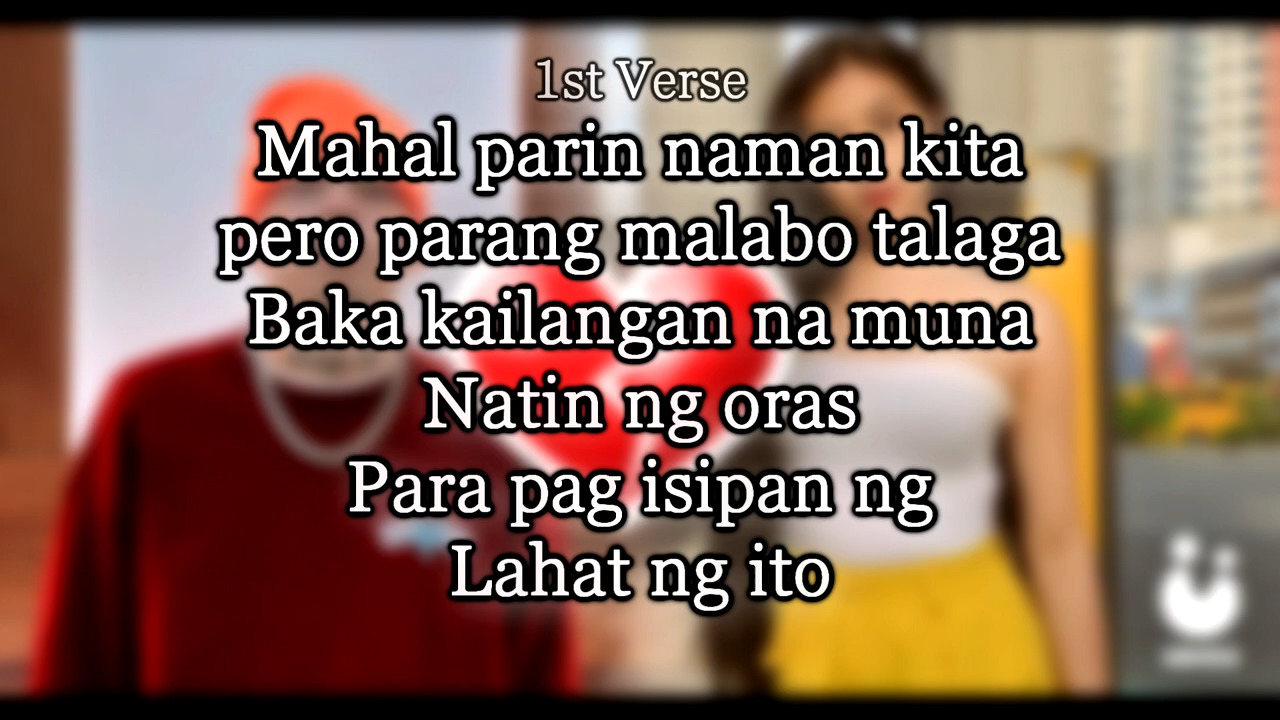 1st Verse
Mahal parin naman kita
pero parang malabo talaga
Baka kailangan na muna
Natin ng oras
Para pag isipan ng
Lahat ng ito